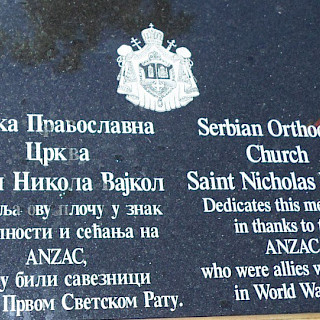 ка Православна
Црква
Никола Вајкол
ову плочу у знак
ности и сећања на
ANZAC,
у били савезници
Првом Светском Рату.
Serbian Orthod
Church
Saint Nicholas
Dedicates this me
in thanks to t
ANZAC
who were allies w
in World Wa